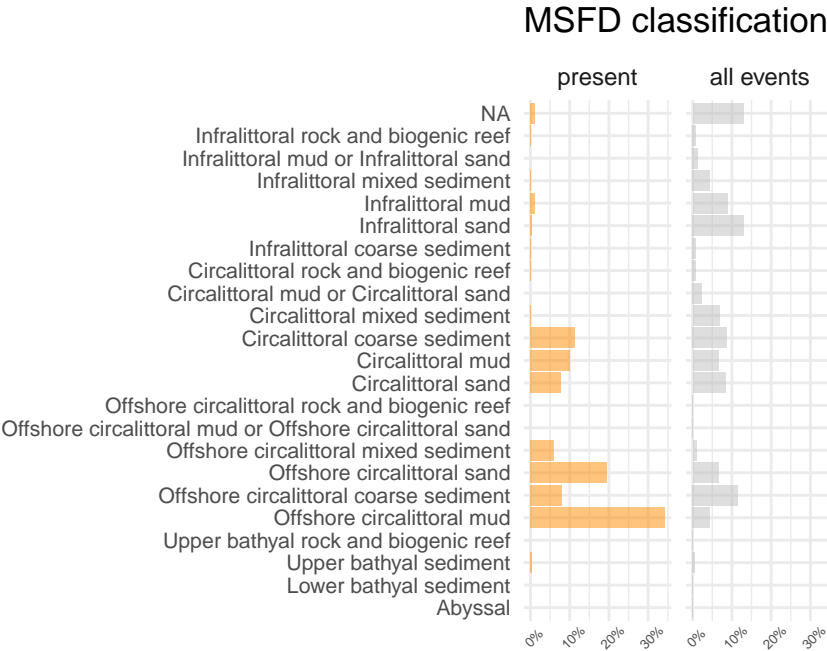 MSFD classification
present all events
NA
Infralittoral rock and biogenic reef
Infralittoral mud or Infralittoral sand
Infralittoral mixed sediment
Infralittoral mud
Infralittoral sand
Infralittoral coarse sediment
Circalittoral rock and biogenic reef
Circalittoral mud or Circalittoral sand
Circalittoral mixed sediment
Circalittoral coarse sediment
Circalittoral mud
Circalittoral sand
Offshore circalittoral rock and biogenic reef
Offshore circalittoral mud or Offshore circalittoral sand
Offshore circalittoral mixed sediment
Offshore circalittoral sand
Offshore circalittoral coarse sediment
Offshore circalittoral mud
Upper bathyal rock and biogenic reef
Upper bathyal sediment
Lower bathyal sediment
Abyssal
0% 10% 20% 30% 0% 10% 20% 30%